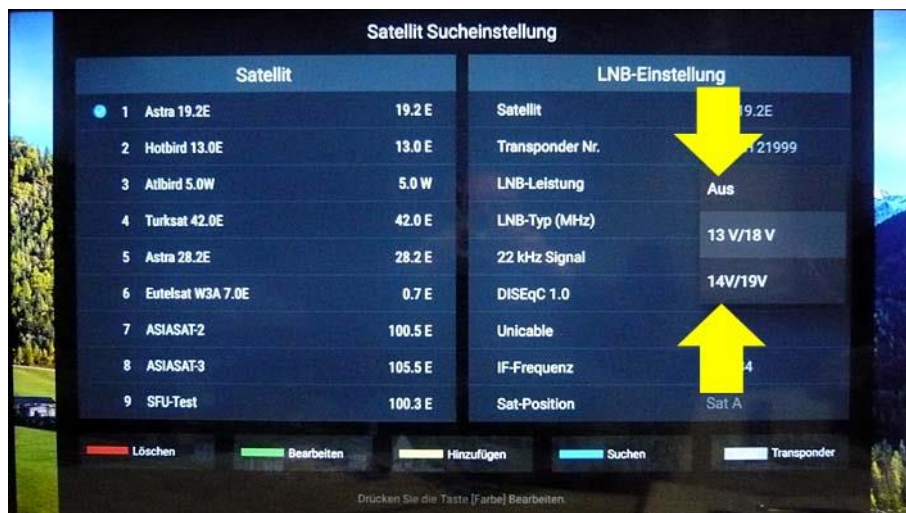 Satellit Sucheinstellung
Satellit
1 Astra 19.2E 19.2 E
2 Hotbird 13.0E 13.0 E
3 Atlbird 5.0W 5.0 W
4 Turksat 42.0E 42.0 E
5 Astra 28.2E 28.2 E
6 Eutelsat W3A 7.0E 0.7 E
7 ASIASAT-2 100.5 E
8 ASIASAT-3 105.5 E
9 SFU-Test 100.3 E
LNB-Einstellung
Satellit 19.2E
Transponder Nr. 21999
LNB-Leistung
LNB-Typ (MHz)
22 kHz Signal
DISEqC 1.0
Unicable
IF-Frequenz
Sat-Position Sat A
Aus
13 V/18 V
14V/19V
Löschen Bearbeiten Hinzufügen Suchen Transponder
Drücken Sie die Taste [Farbe] Bearbeiten.